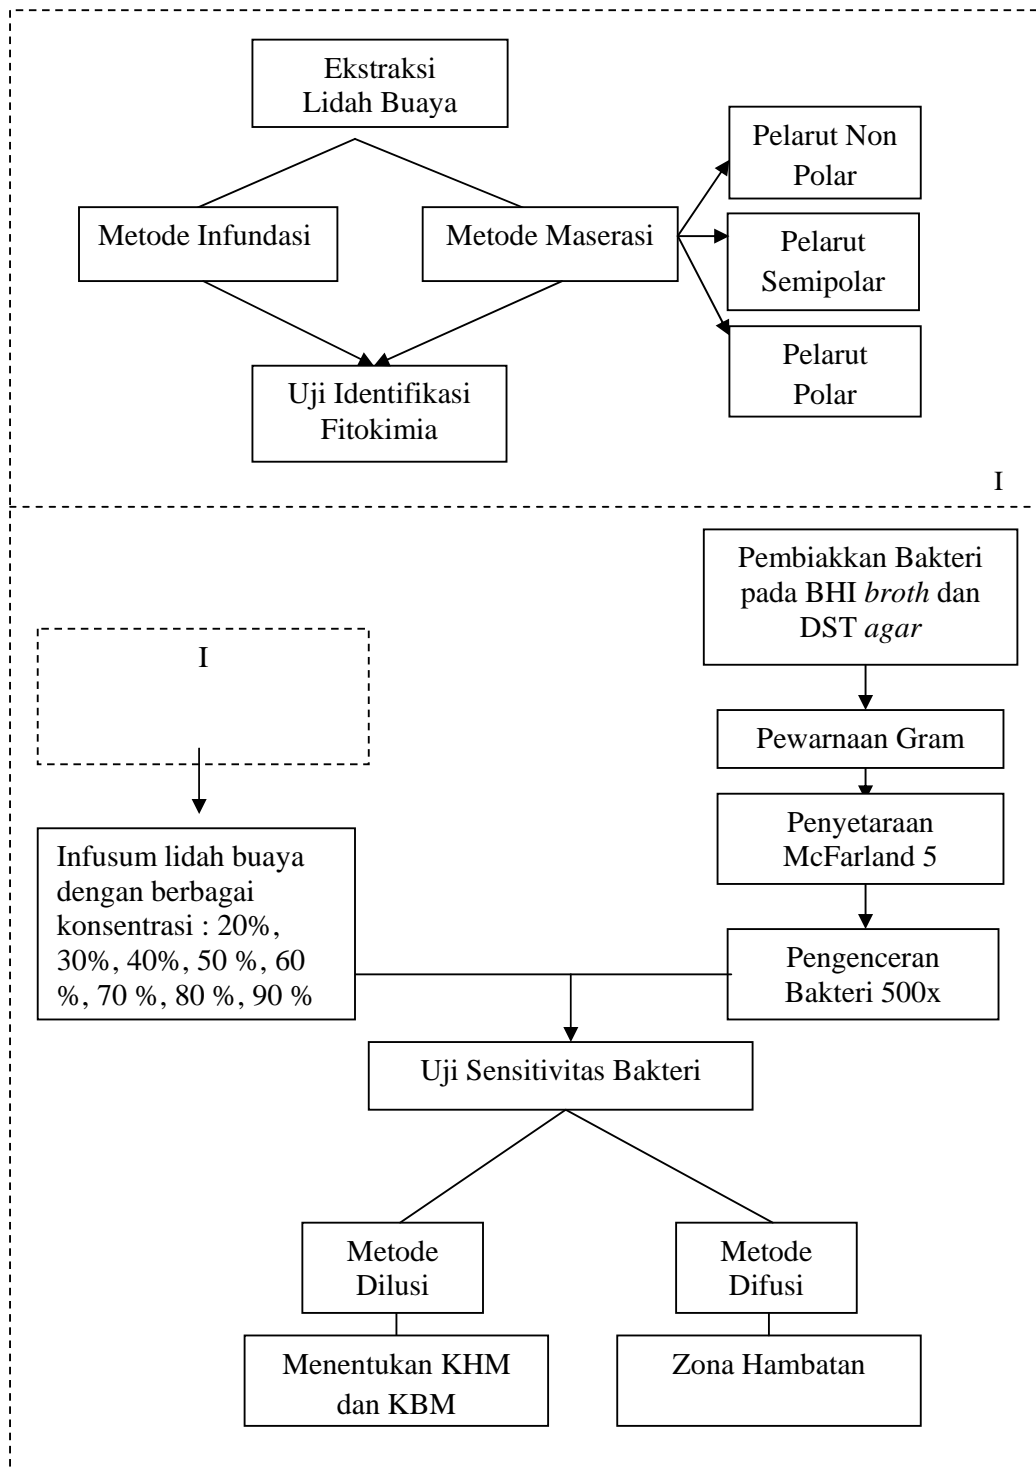 Ekstraksi
Lidah Buaya
Metode Infundasi
Metode Maserasi
Pelarut Non
Polar
Pelarut
Semipolar
Pelarut
Polar
Uji Identifikasi
Fitokimia
I
Pembiakkan Bakteri
pada BHI broth dan
DST agar
I
Pewarnaan Gram
Penyetaraan
McFarland 5
Infusum lidah buaya
dengan berbagai
konsentrasi : 20%,
30%, 40%, 50 %, 60
%, 70 %, 80 %, 90 %
Pengenceran
Bakteri 500x
Uji Sensitivitas Bakteri
Metode
Dilusi
Metode
Difusi
Menentukan KHM
dan KBM
Zona Hambatan